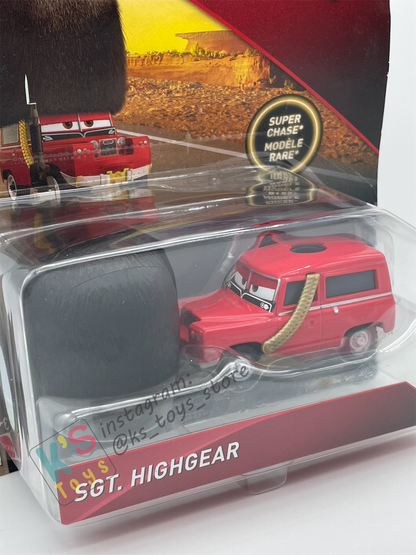 SUPER
CHASE*
MODÈLE
RARE*
instagram:
@ks_toys_store
K'S
Toys
SGT. HIGHGEAR